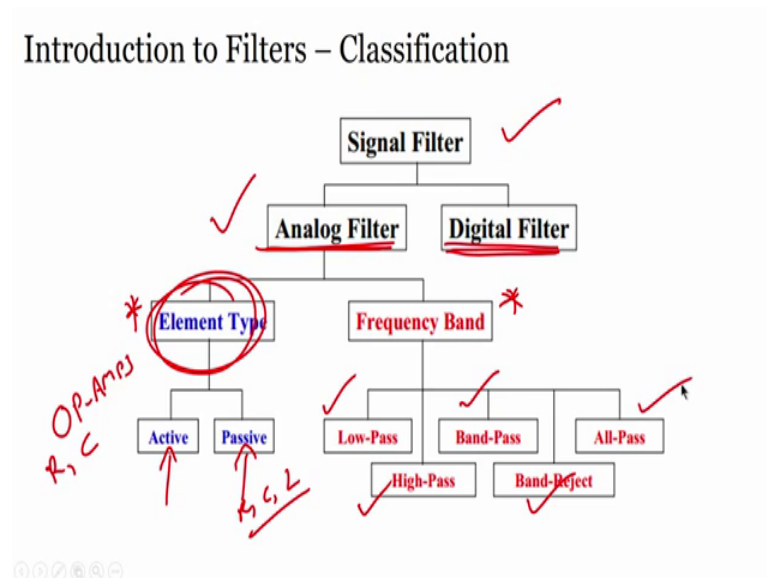 Introduction to Filters – Classification
Signal Filter
Analog Filter
Digital Filter
Element Type
Frequency Band
OP-AMPS
R, C
Active
Passive
R, C, L
Low-Pass
Band-Pass
All-Pass
High-Pass
Band-Reject